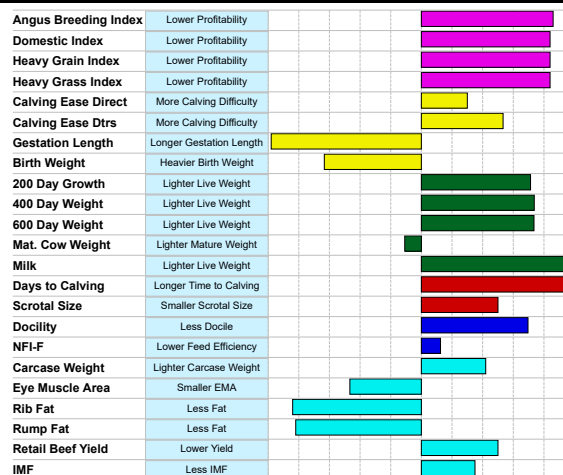 Angus Breeding Index Lower Profitability
Domestic Index Lower Profitability
Heavy Grain Index Lower Profitability
Heavy Grass Index Lower Profitability
Calving Ease Direct More Calving Difficulty
Calving Ease Dtrs More Calving Difficulty
Gestation Length Longer Gestation Length
Birth Weight Heavier Birth Weight
200 Day Growth Lighter Live Weight
400 Day Weight Lighter Live Weight
600 Day Weight Lighter Live Weight
Mat. Cow Weight Lighter Mature Weight
Milk Lighter Live Weight
Days to Calving Longer Time to Calving
Scrotal Size Smaller Scrotal Size
Docility Less Docile
NFI-F Lower Feed Efficiency
Carcase Weight Lighter Carcase Weight
Eye Muscle Area Smaller EMA
Rib Fat Less Fat
Rump Fat Less Fat
Retail Beef Yield Lower Yield
IMF Less IMF